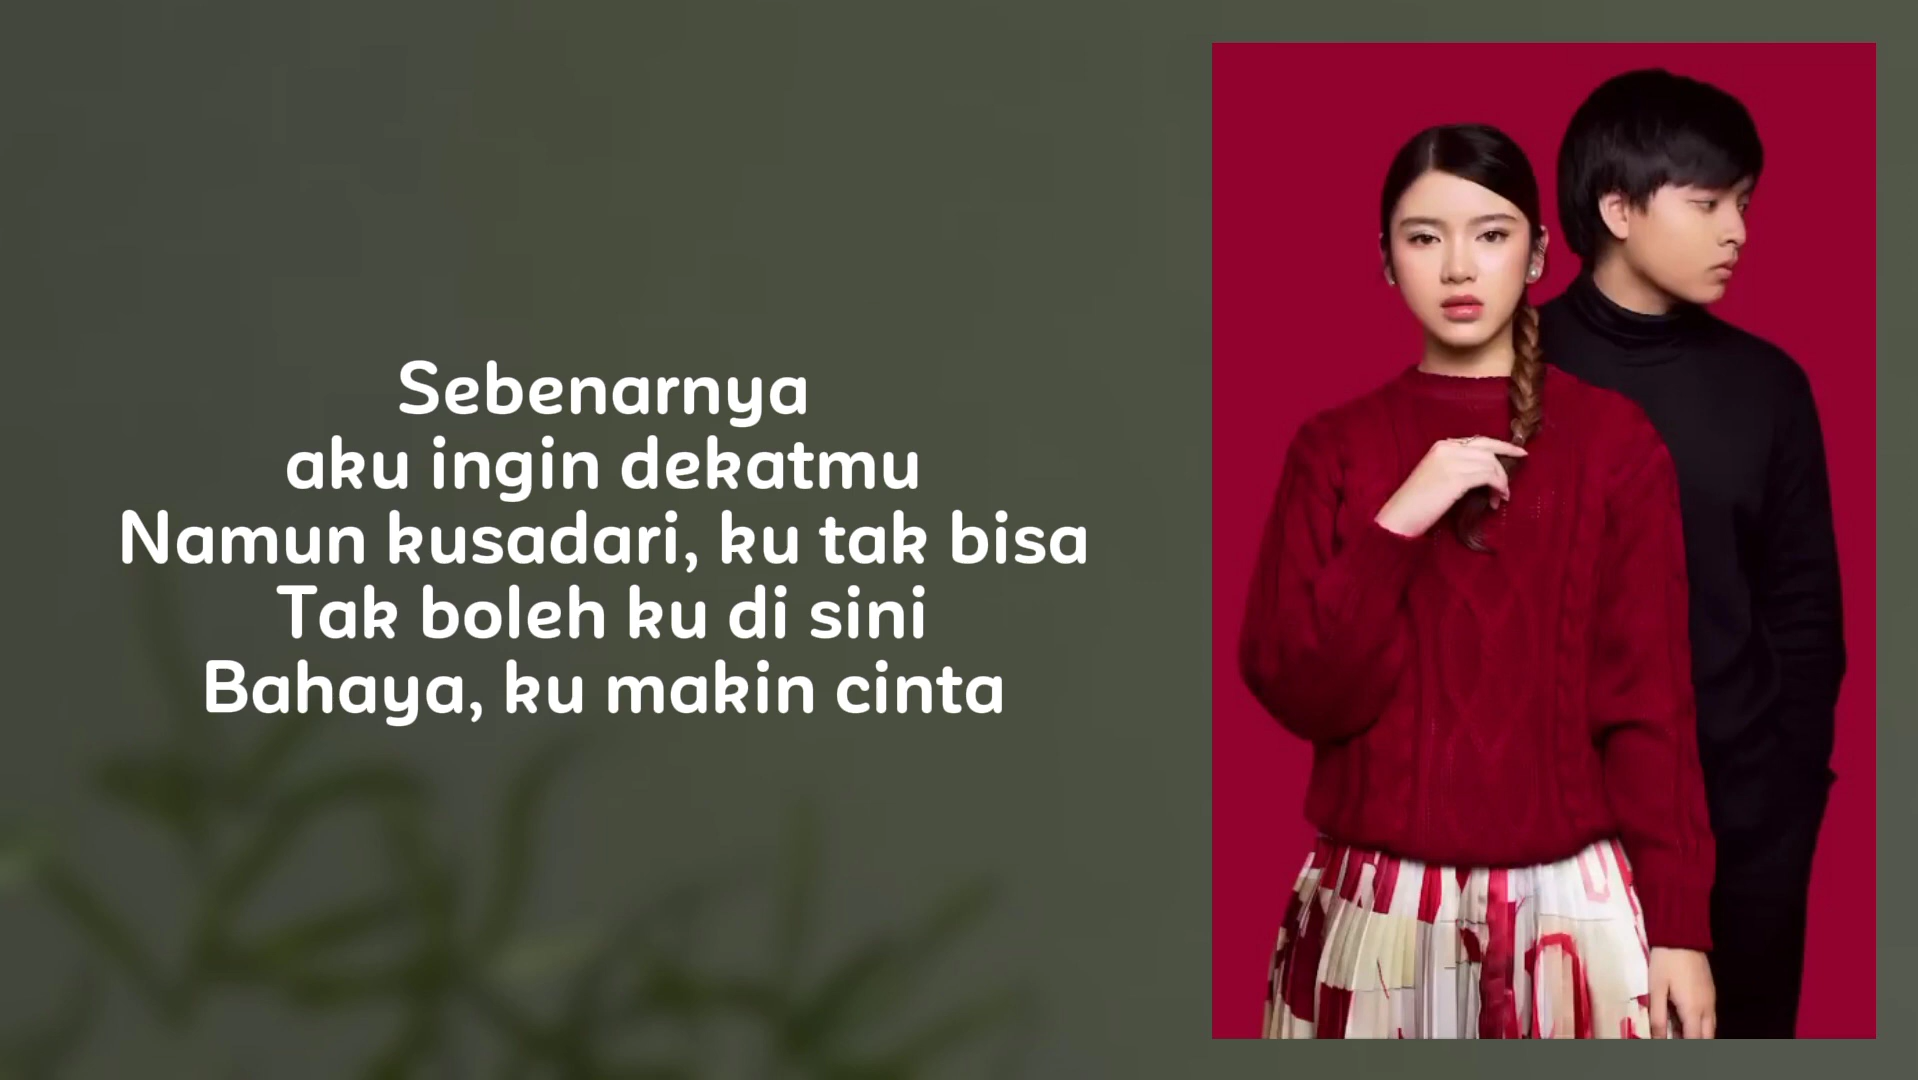 Sebenarnya
aku ingin dekatmu
Namun kusadari, ku tak bisa
Tak boleh ku di sini
Bahaya, ku makin cinta